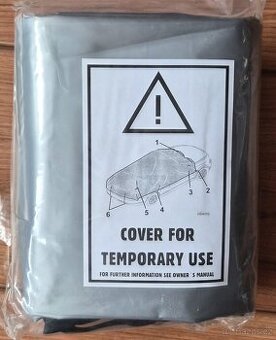 1
6
5
4
3
2
COVER FOR
TEMPORARY USE
FOR FURTHER INFORMATION SEE OWNER´S MANUAL